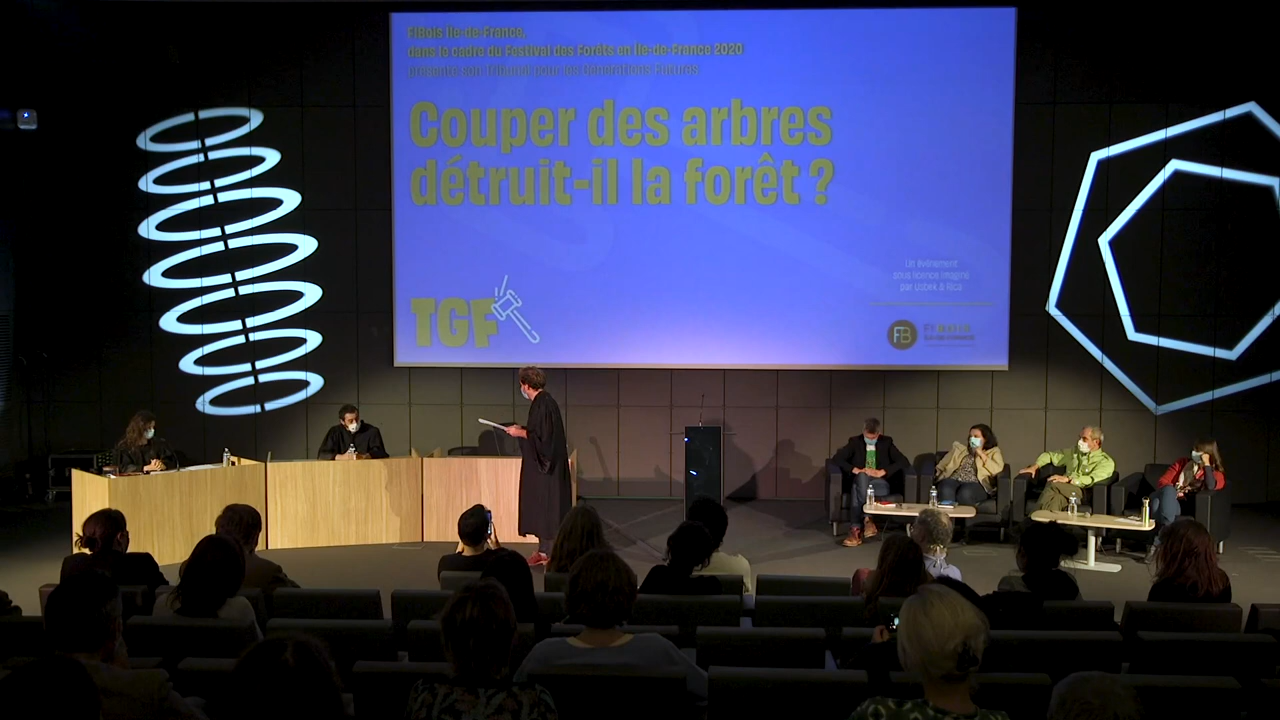 FIBois Île-de-France,
dans le cadre du Festival des Forêts en Île-de-France 2020
présente son Tribunal pour les Générations Futures
Couper des arbres
détruit-il la forêt ?
Un événement
sous licence imaginé
par Usbek & Rica
TGF
FB
FIBOIS